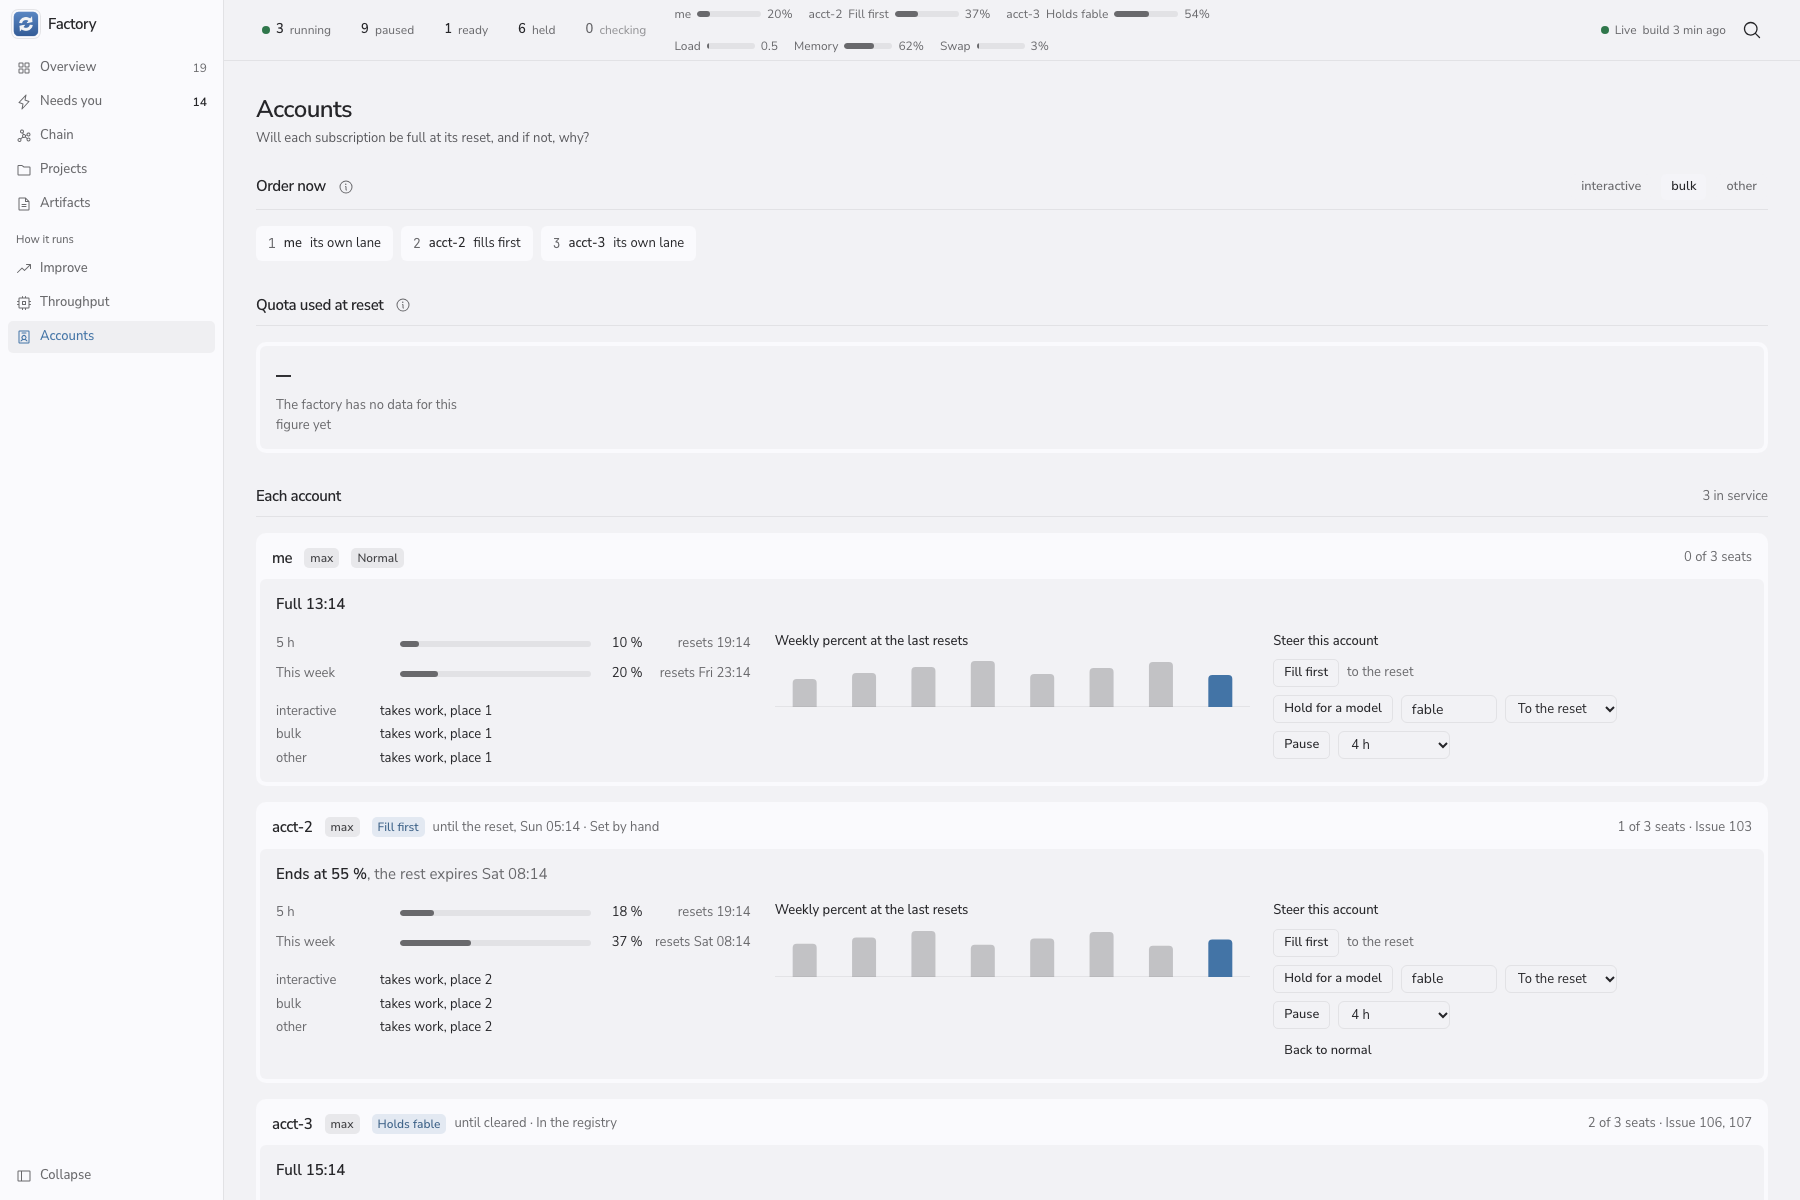 Factory
Overview 19
Needs you 14
Chain
Projects
Artifacts
How it runs
Improve
Throughput
Accounts
Collapse
3 running 9 paused 1 ready 6 held 0 checking
me 20% acct-2 Fill first 37% acct-3 Holds fable 54%
Load 0.5 Memory 62% Swap 3%
Live build 3 min ago
Accounts
Will each subscription be full at its reset, and if not, why?
Order now interactive bulk other
1 me its own lane 2 acct-2 fills first 3 acct-3 its own lane
Quota used at reset
—
The factory has no data for this
figure yet
Each account 3 in service
me max Normal 0 of 3 seats
Full 13:14
5 h 10 % resets 19:14
This week 20 % resets Fri 23:14
interactive takes work, place 1
bulk takes work, place 1
other takes work, place 1
Weekly percent at the last resets
Steer this account
Fill first to the reset
Hold for a model fable To the reset
Pause 4 h
acct-2 max Fill first until the reset, Sun 05:14 · Set by hand 1 of 3 seats · Issue 103
Ends at 55 %, the rest expires Sat 08:14
5 h 18 % resets 19:14
This week 37 % resets Sat 08:14
interactive takes work, place 2
bulk takes work, place 2
other takes work, place 2
Weekly percent at the last resets
Steer this account
Fill first to the reset
Hold for a model fable To the reset
Pause 4 h
Back to normal
acct-3 max Holds fable until cleared · In the registry 2 of 3 seats · Issue 106, 107
Full 15:14